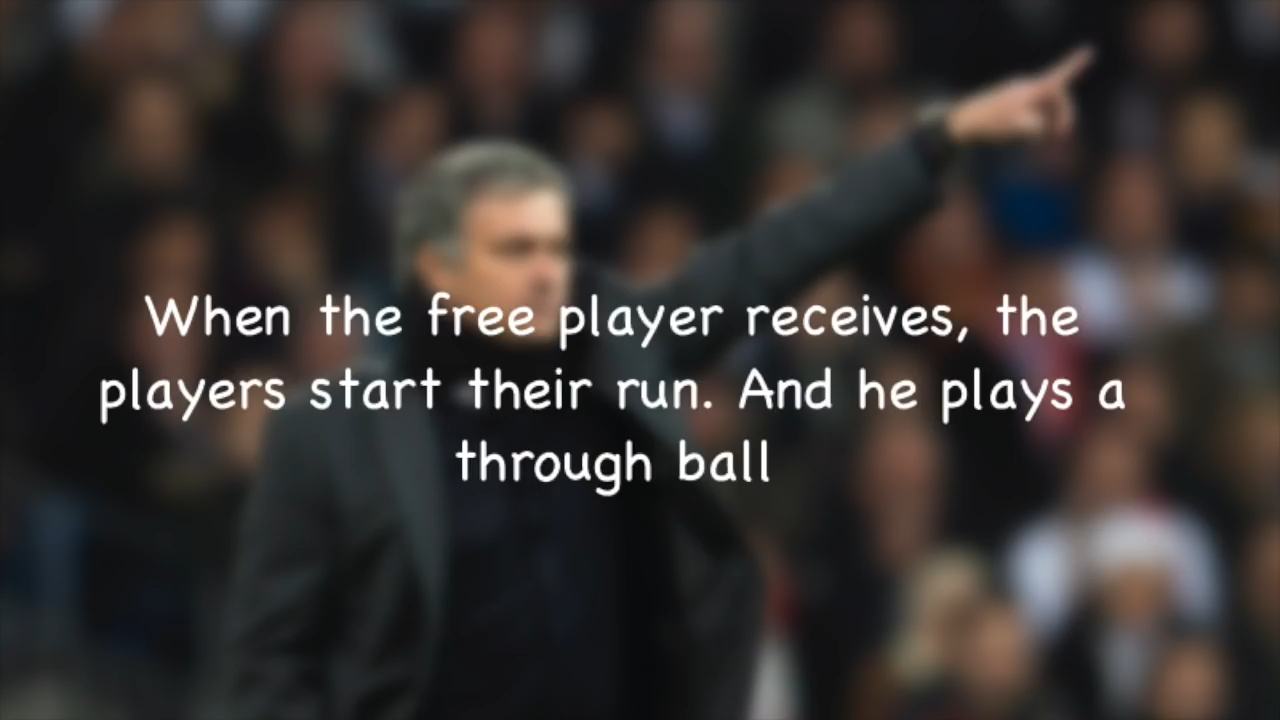 When the free player receives, the
players start their run. And he plays a
through ball